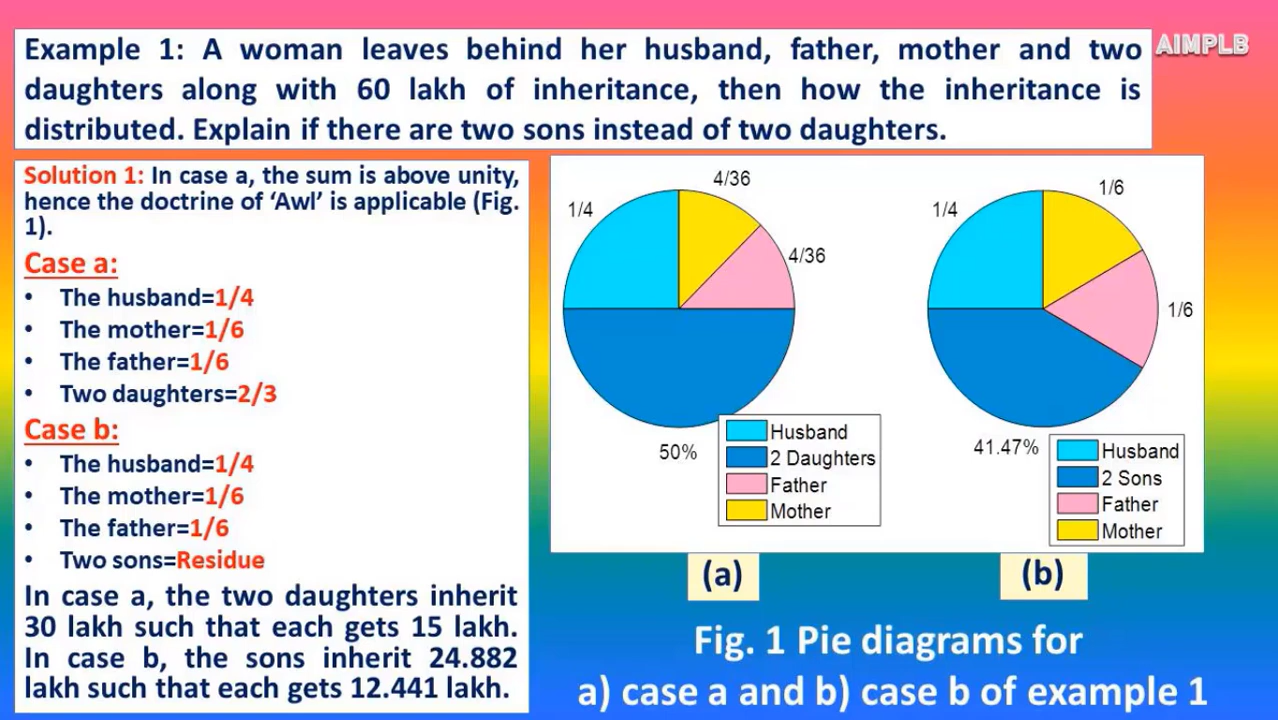 Example 1: A woman leaves behind her husband, father, mother and two
daughters along with 60 lakh of inheritance, then how the inheritance is
distributed. Explain if there are two sons instead of two daughters.
AIMPLB
Solution 1: In case a, the sum is above unity,
hence the doctrine of ‘Awl’ is applicable (Fig.
1).
Case a:
• The husband=1/4
• The mother=1/6
• The father=1/6
• Two daughters=2/3
Case b:
• The husband=1/4
• The mother=1/6
• The father=1/6
• Two sons=Residue
In case a, the two daughters inherit
30 lakh such that each gets 15 lakh.
In case b, the sons inherit 24.882
lakh such that each gets 12.441 lakh.
4/36
1/4
4/36
50%
Husband
2 Daughters
Father
Mother
(a)
1/6
1/4
1/6
41.47%
Husband
2 Sons
Father
Mother
(b)
Fig. 1 Pie diagrams for
a) case a and b) case b of example 1